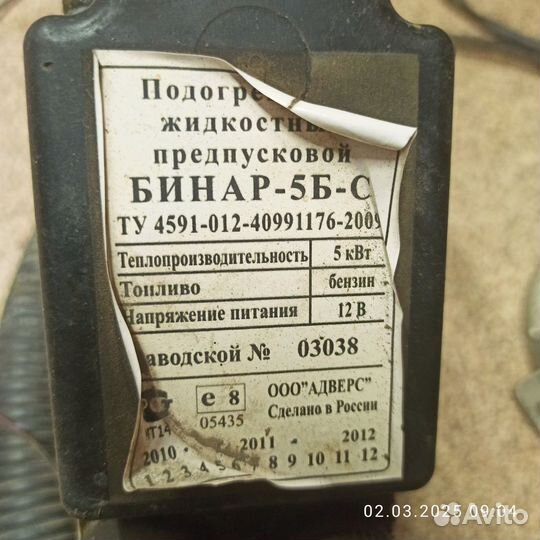 жидкостны
предпусковой
БИНАР-5Б-С
ТУ 4591-012-40991176-2009
Теплопроизводительность 5 кВт
Топливо бензин
Напряжение питания 12 В
аводской № 03038
e 8 ООО"АДВЕРС"
05435 Сделано в России
МТ14
2010 2011 2012
1 2 3 4 5 6 7 8 9 10 11 12
02.03.2025 09:04
Avito